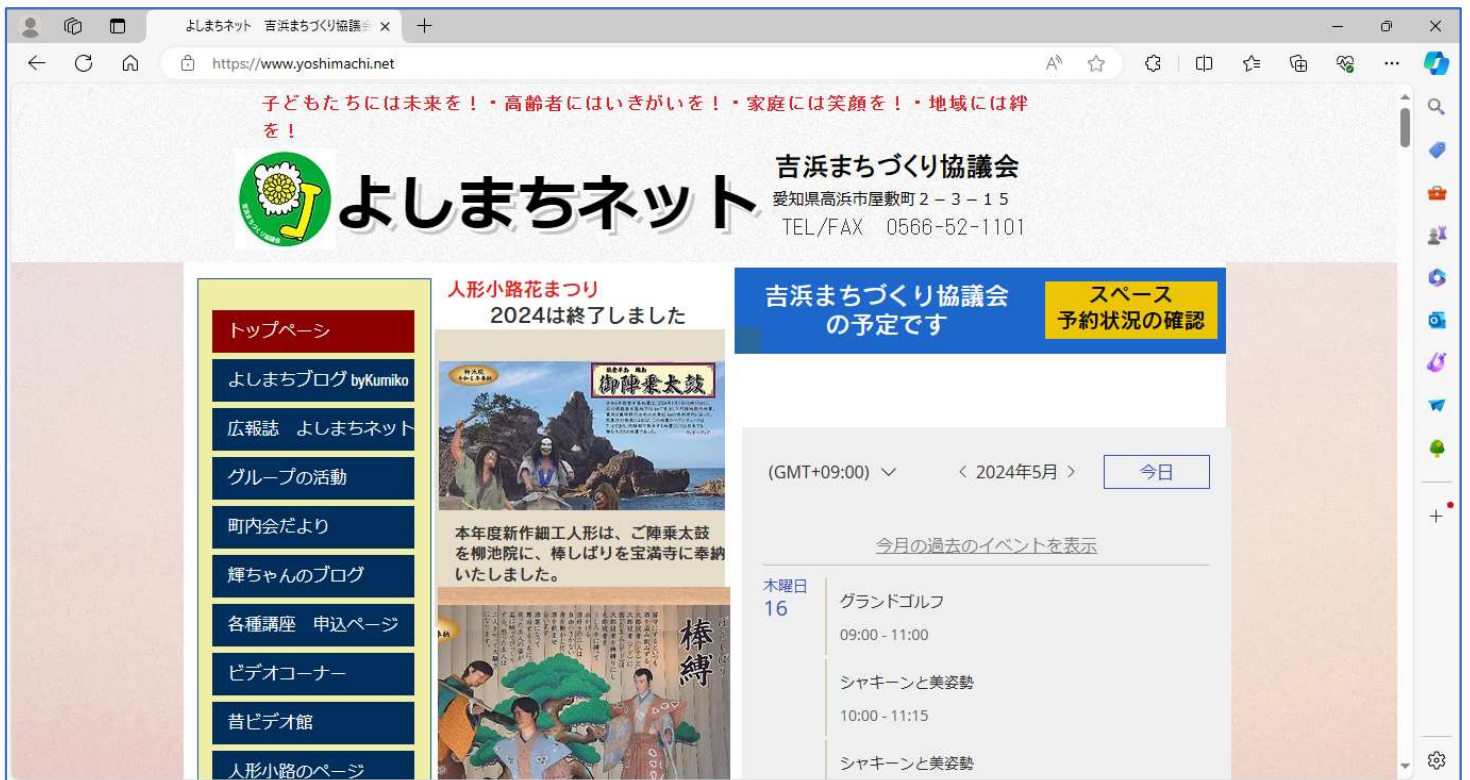 よしまちネット 吉浜まちづくり協議会
https://www.yoshimachi.net
子どもたちには未来を！・高齢者にはいきがいを！・家庭には笑顔を！・地域には絆
を！
吉浜まちづくり協議会
よしまちネット
吉浜まちづくり協議会
愛知県高浜市屋敷町２－３－１５
TEL/FAX 0566-52-1101
トップページ
よしまちブログ byKumiko
広報誌 よしまちネット
グループの活動
町内会だより
輝ちゃんのブログ
各種講座 申込ページ
ビデオコーナー
昔ビデオ館
人形小路のページ
人形小路花まつり
2024は終了しました
御陣乗太鼓
本年度新作細工人形は、ご陣乗太鼓
を柳池院に、棒しばりを宝満寺に奉納
いたしました。
棒縛
吉浜まちづくり協議会
の予定です
スペース
予約状況の確認
(GMT+09:00)
< 2024年5月 >
今日
今月の過去のイベントを表示
木曜日
16
グランドゴルフ
09:00 - 11:00
シャキーンと美姿勢
10:00 - 11:15
シャキーンと美姿勢